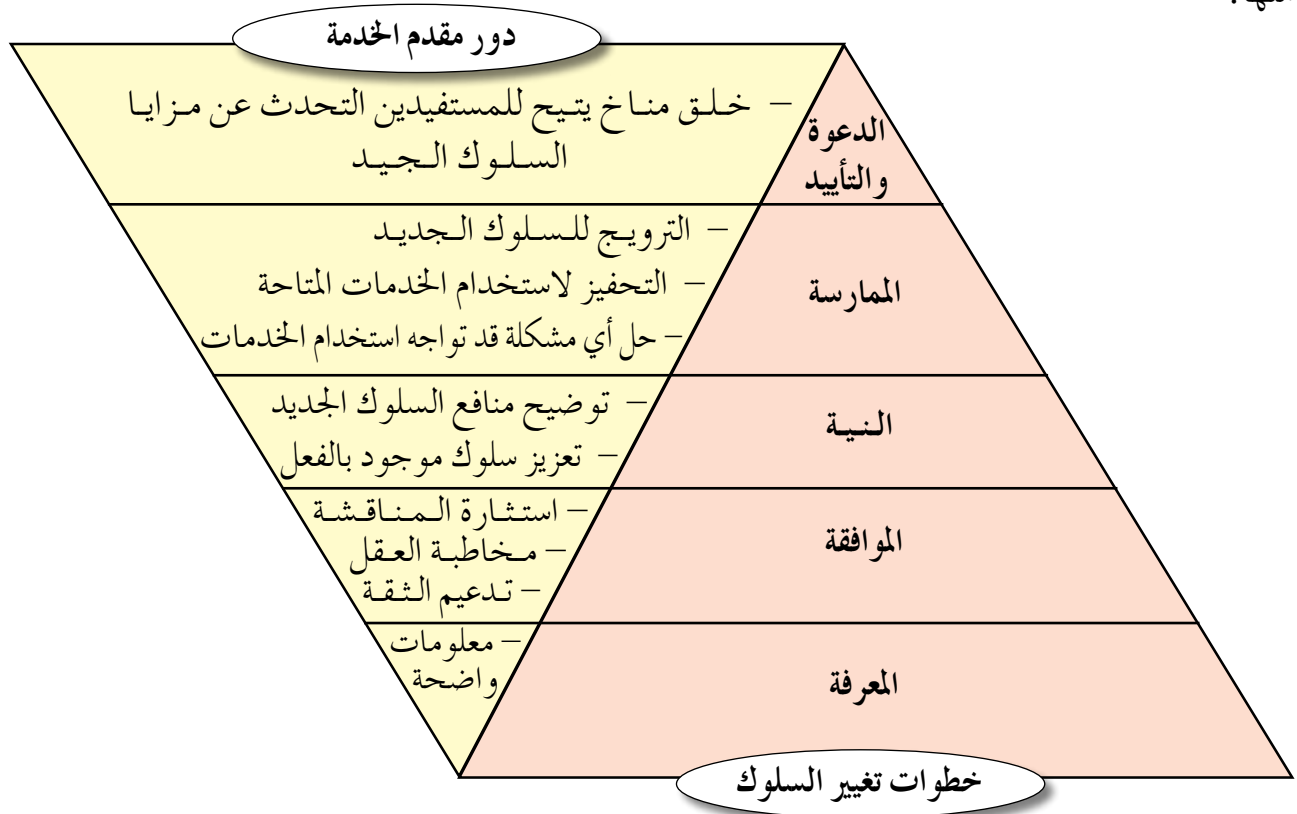 دور مقدم الخدمة
الدعوة
والتأييد
– خلق مناخ يتيح للمستفيدين التحدث عن مزايا
السلوك الجيد
الممارسة
– الترويج للسلوك الجديد
– التحفيز لاستخدام الخدمات المتاحة
– حل أي مشكلة قد تواجه استخدام الخدمات
النية
– توضيح منافع السلوك الجديد
– تعزيز سلوك موجود بالفعل
الموافقة
– استثارة المناقشة
– مخاطبة العقل
– تدعيم الثقة
المعرفة
– معلومات
واضحة
خطوات تغيير السلوك